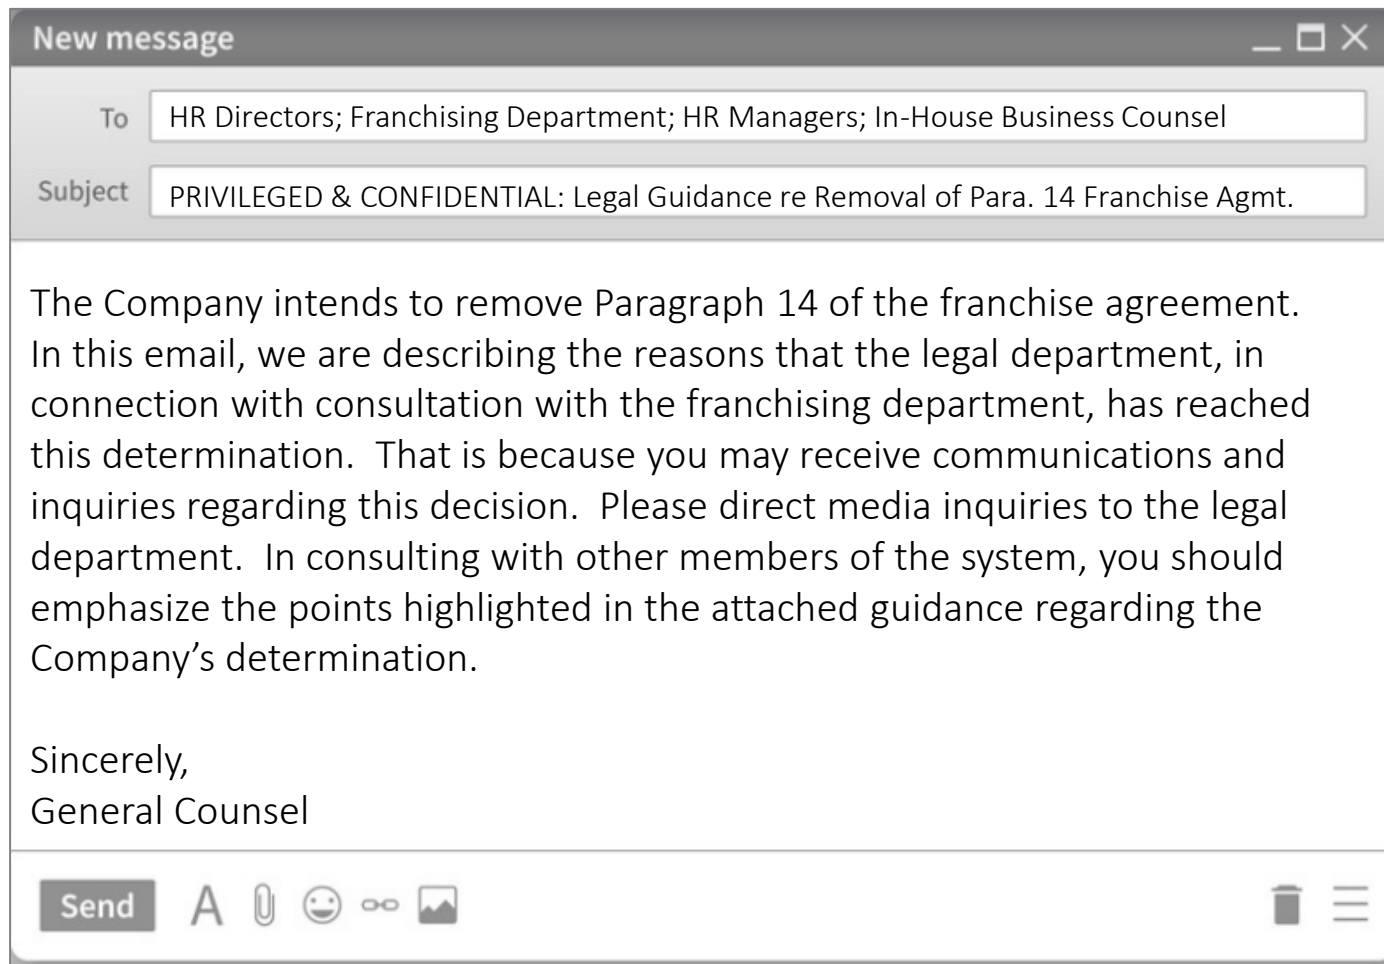 New message
To
HR Directors; Franchising Department; HR Managers; In-House Business Counsel
Subject
PRIVILEGED & CONFIDENTIAL: Legal Guidance re Removal of Para. 14 Franchise Agmt.
The Company intends to remove Paragraph 14 of the franchise agreement.
In this email, we are describing the reasons that the legal department, in
connection with consultation with the franchising department, has reached
this determination.  That is because you may receive communications and
inquiries regarding this decision.  Please direct media inquiries to the legal
department.  In consulting with other members of the system, you should
emphasize the points highlighted in the attached guidance regarding the
Company’s determination.
Sincerely,
General Counsel
Send
A